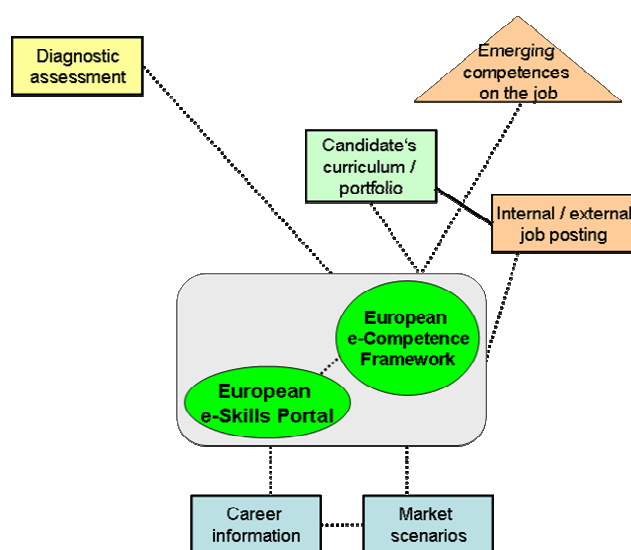 Diagnostic
assessment
Emerging
competences
on the job
Candidate's
curriculum /
portfolio
Internal / external
job posting
European
e-Competence
Framework
European
e-Skills Portal
Career
information
Market
scenarios